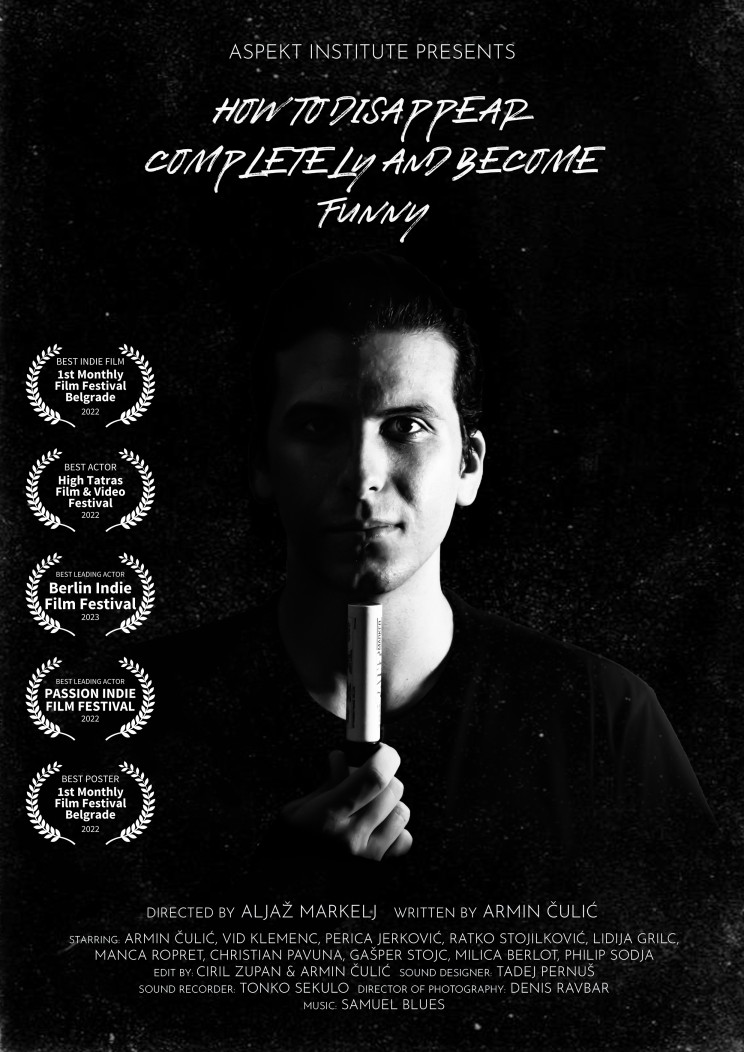 ASPEKT INSTITUTE PRESENTS
HOW TO DISAPPEAR
COMPLETELY AND BECOME
FUNNY
BEST INDIE FILM
1st Monthly
Film Festival
Belgrade
2022
BEST ACTOR
High Tatras
Film & Video
Festival
2022
BEST LEADING ACTOR
Berlin Indie
Film Festival
2023
BEST LEADING ACTOR
PASSION INDIE
FILM FESTIVAL
2022
BEST POSTER
1st Monthly
Film Festival
Belgrade
2022
DIRECTED BY ALJAŽ MARKELJ WRITTEN BY ARMIN ČULIĆ
STARRING: ARMIN ČULIĆ, VID KLEMENC, PERICA JERKOVIĆ, RATKO STOJILKOVIĆ, LIDIJA GRILC,
MANCA ROPRET, CHRISTIAN PAVUNA, GAŠPER STOJC, MILICA BERLOT, PHILIP SODJA
EDIT BY: CIRIL ZUPAN & ARMIN ČULIĆ SOUND DESIGNER: TADEJ PERNUŠ
SOUND RECORDER: TONKO SEKULO DIRECTOR OF PHOTOGRAPHY: DENIS RAVBAR
MUSIC: SAMUEL BLUES